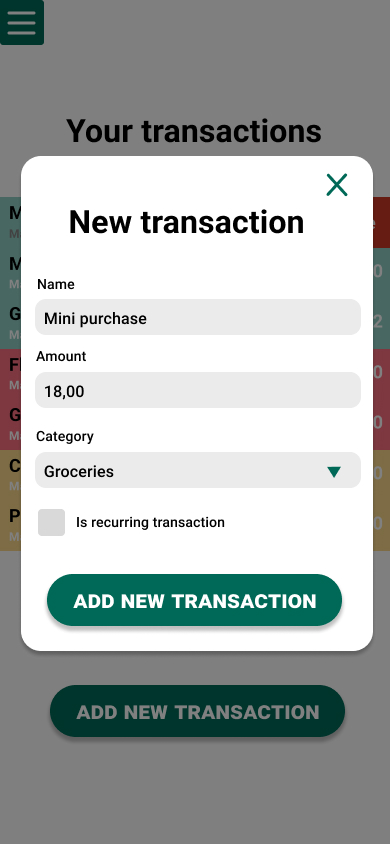 Your transactions
New transaction
Name
Mini purchase
Amount
18,00
Category
Groceries
Is recurring transaction
ADD NEW TRANSACTION
ADD NEW TRANSACTION